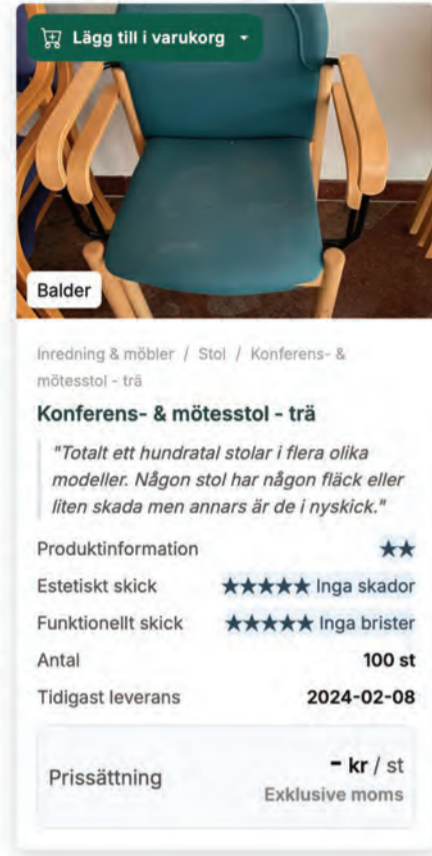 Lägg till i varukorg
Balder
Inredning & möbler / Stol / Konferens- &
mötesstol - trä
Konferens- & mötesstol - trä
"Totalt ett hundratal stolar i flera olika
modeller. Någon stol har någon fläck eller
liten skada men annars är de i nyskick."
Produktinformation ★★
Estetiskt skick ★★★★★ Inga skador
Funktionellt skick ★★★★★ Inga brister
Antal 100 st
Tidigast leverans 2024-02-08
Prissättning - kr / st
Exklusive moms